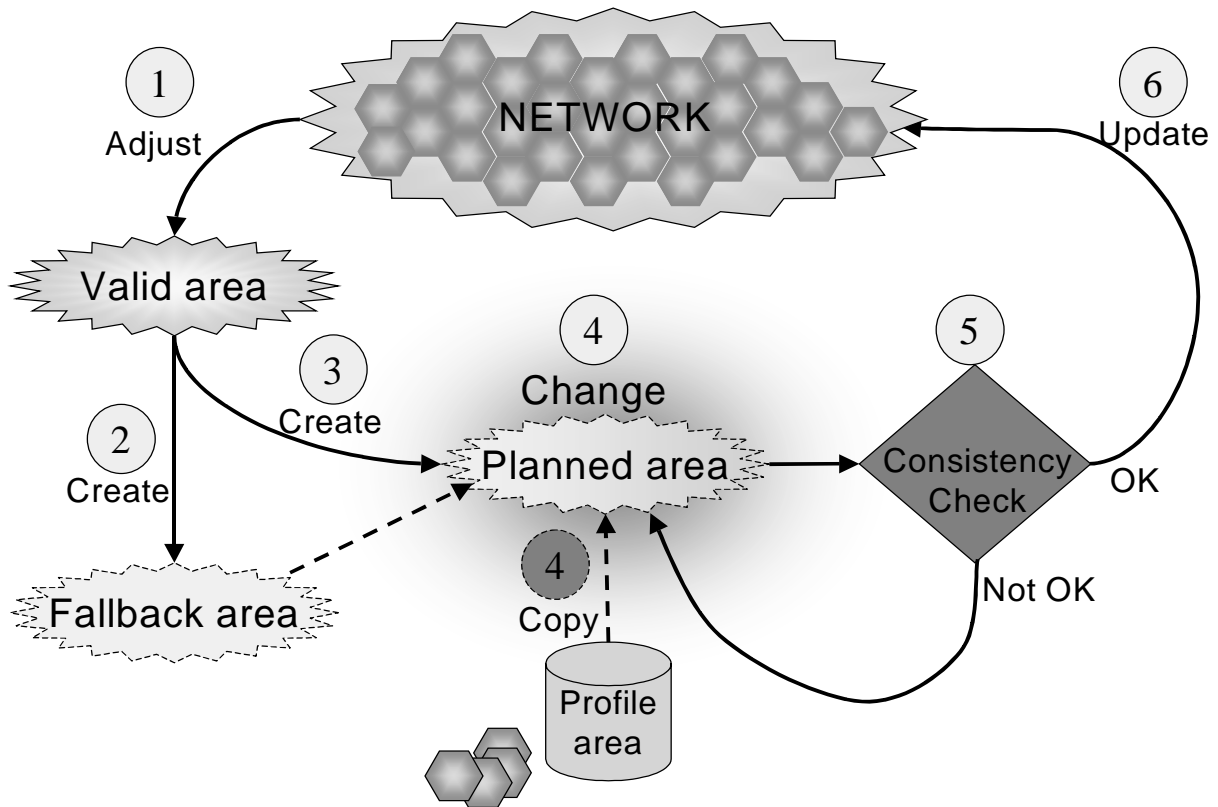 1
Adjust
NETWORK
6
Update
Valid area
2
Create
3
Create
4
Change
Planned area
5
Consistency
Check
OK
Not OK
Fallback area
4
Copy
Profile
area